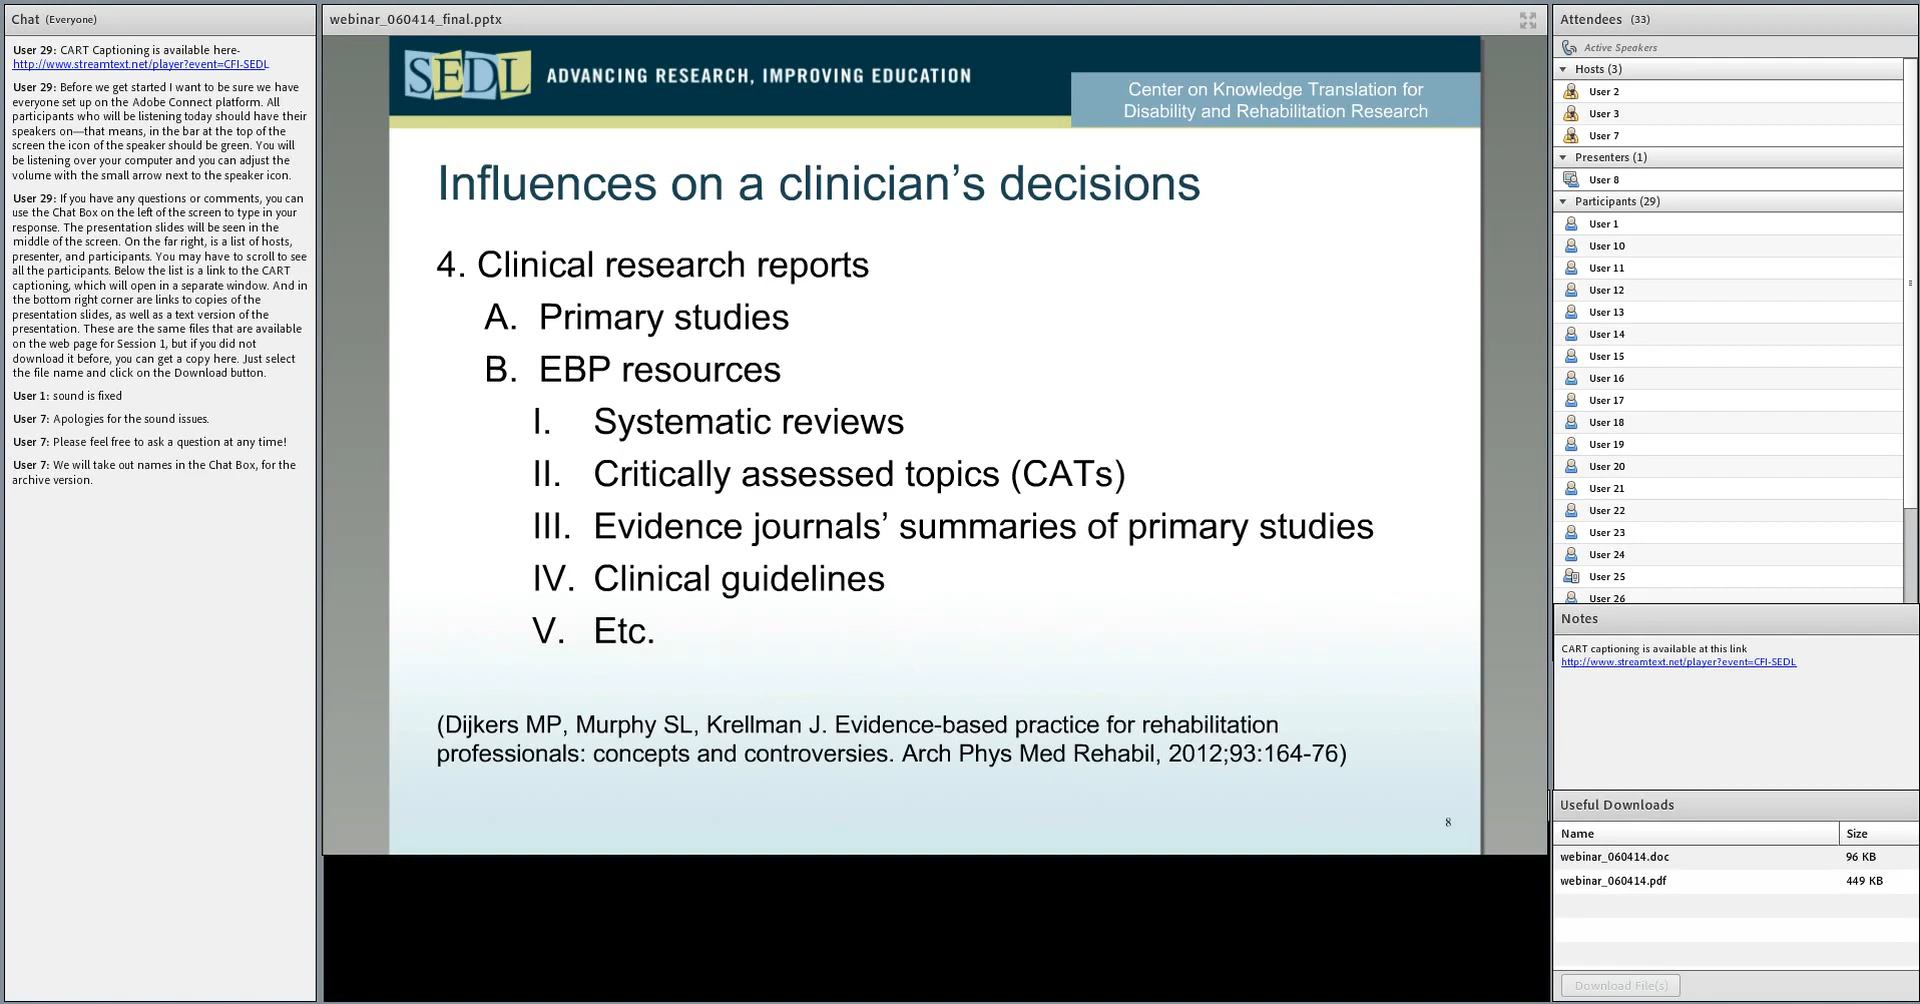 Chat (Everyone)
User 29: CART Captioning is available here-
http://www.streamtext.net/player?event=CFI-SEDL
User 29: Before we get started I want to be sure we have
everyone set up on the Adobe Connect platform. All
participants who will be listening today should have their
speakers on—that means, in the bar at the top of the
screen the icon of the speaker should be green. You will
be listening over your computer and you can adjust the
volume with the small arrow next to the speaker icon.
User 29: If you have any questions or comments, you can
use the Chat Box on the left of the screen to type in your
response. The presentation slides will be seen in the
middle of the screen. On the far right, is a list of hosts,
presenter, and participants. You may have to scroll to see
all the participants. Below the list is a link to the CART
captioning, which will open in a separate window. And in
the bottom right corner are links to copies of the
presentation slides, as well as a text version of the
presentation. These are the same files that are available
on the web page for Session 1, but if you did not
download it before, you can get a copy here. Just select
the file name and click on the Download button.
User 1: sound is fixed
User 7: Apologies for the sound issues.
User 7: Please feel free to ask a question at any time!
User 7: We will take out names in the Chat Box, for the
archive version.
webinar_060414_final.pptx
SEDL ADVANCING RESEARCH, IMPROVING EDUCATION
Center on Knowledge Translation for
Disability and Rehabilitation Research
Influences on a clinician's decisions
4. Clinical research reports
A. Primary studies
B. EBP resources
I. Systematic reviews
II. Critically assessed topics (CATs)
III. Evidence journals' summaries of primary studies
IV. Clinical guidelines
V. Etc.
(Dijkers MP, Murphy SL, Krellman J. Evidence-based practice for rehabilitation
professionals: concepts and controversies. Arch Phys Med Rehabil, 2012;93:164-76)
8
Attendees (33)
Active Speakers
Hosts (3)
User 2
User 3
User 7
Presenters (1)
User 8
Participants (29)
User 1
User 10
User 11
User 12
User 13
User 14
User 15
User 16
User 17
User 18
User 19
User 20
User 21
User 22
User 23
User 24
User 25
User 26
Notes
CART captioning is available at this link
http://www.streamtext.net/player?event=CFI-SEDL
Useful Downloads
Name Size
webinar_060414.doc 96 KB
webinar_060414.pdf 449 KB
Download File(s)